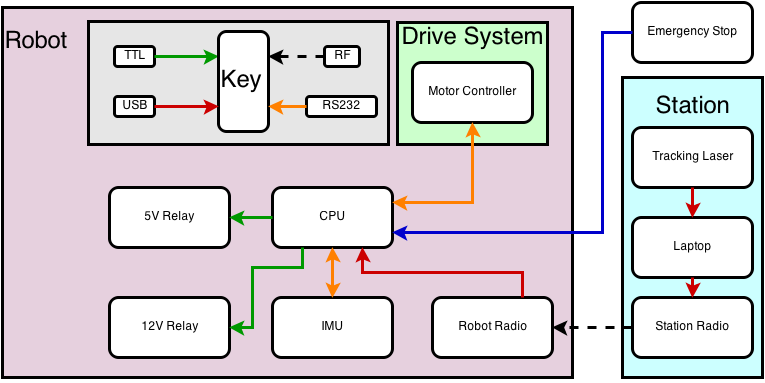 Robot
TTL
USB
Key
RF
RS232
Drive System
Motor Controller
Emergency Stop
Station
Tracking Laser
5V Relay
CPU
Laptop
12V Relay
IMU
Robot Radio
Station Radio